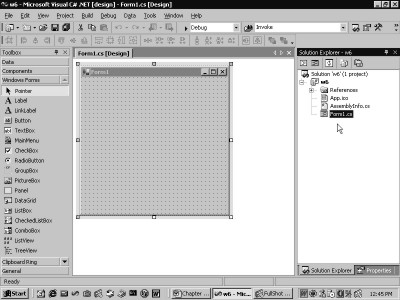 w6 - Microsoft Visual C# .NET [design] - Form1.cs [Design]
File Edit View Project Build Debug Data Tools Window Help
Debug Invoke
Toolbox
Data
Components
Windows Forms
Pointer
Label
LinkLabel
Button
TextBox
MainMenu
CheckBox
RadioButton
GroupBox
PictureBox
Panel
DataGrid
ListBox
CheckedListBox
ComboBox
ListView
TreeView
Clipboard Ring
General
Form1.cs [Design]
Form1
Solution Explorer - w6
Solution 'w6' (1 project)
w6
References
App.ico
AssemblyInfo.cs
Form1.cs
Solution Explorer
Properties
Ready
Start
Chapter ...
w6 - Mic...
FullShot ...
12:45 PM